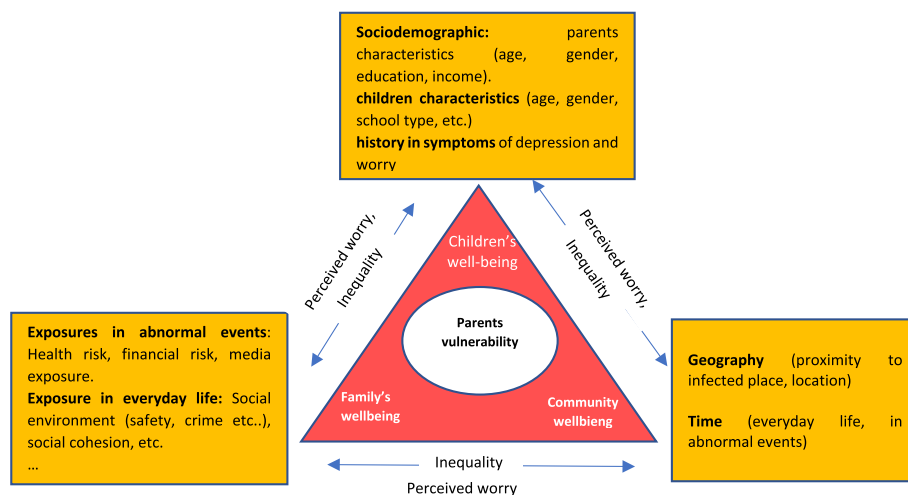 Sociodemographic: parents
characteristics (age, gender,
education, income).
children characteristics (age, gender,
school type, etc.)
history in symptoms of depression and
worry
Perceived worry,
Inequality
Perceived worry,
Inequality
Children's
well-being
Parents
vulnerability
Family's
wellbeing
Community
wellbieng
Exposures in abnormal events:
Health risk, financial risk, media
exposure.
Exposure in everyday life: Social
environment (safety, crime etc..),
social cohesion, etc.
...
Geography (proximity to
infected place, location)
Time (everyday life, in
abnormal events)
Inequality
Perceived worry